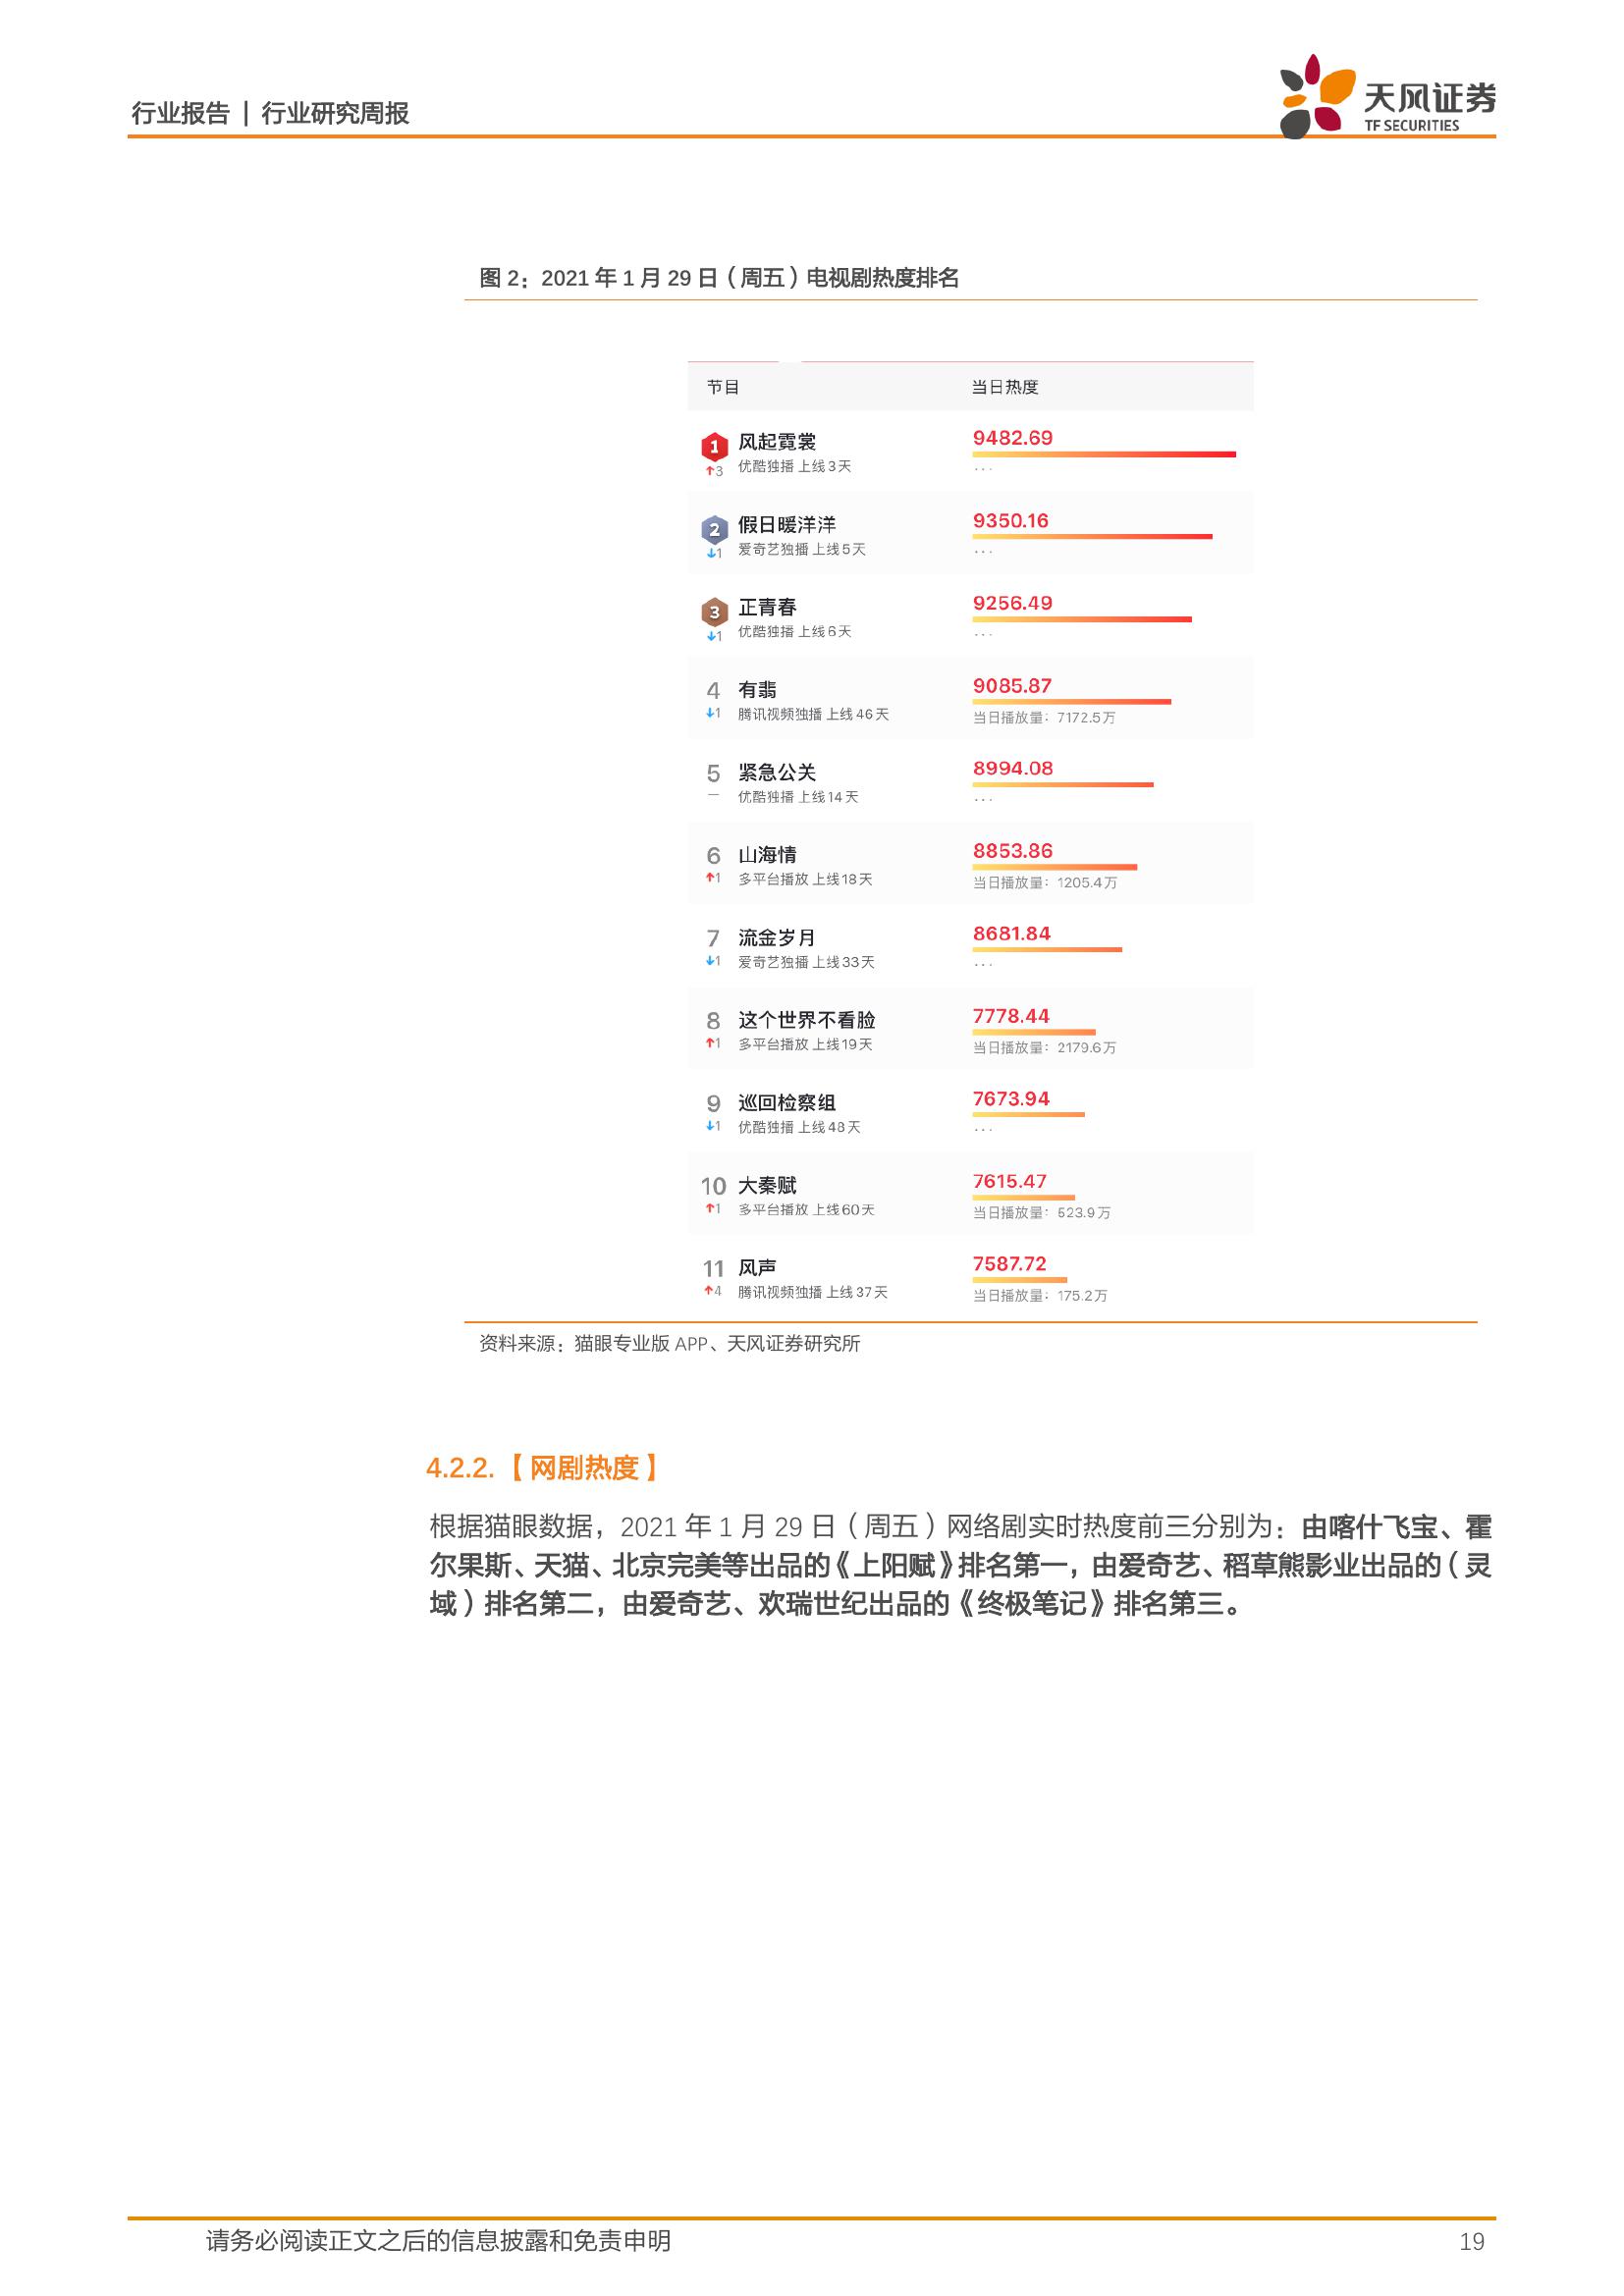 行业报告 | 行业研究周报
天风证券
TF SECURITIES
图 2：2021 年 1 月 29 日（周五）电视剧热度排名
节目 当日热度
1 风起霓裳 9482.69
↑3 优酷独播 上线3天 ...
2 假日暖洋洋 9350.16
↓1 爱奇艺独播 上线5天 ...
3 正青春 9256.49
↓1 优酷独播 上线6天 ...
4 有翡 9085.87
↓1 腾讯视频独播 上线46天 当日播放量：7172.5万
5 紧急公关 8994.08
— 优酷独播 上线14天 ...
6 山海情 8853.86
↑1 多平台播放 上线18天 当日播放量：1205.4万
7 流金岁月 8681.84
↓1 爱奇艺独播 上线33天 ...
8 这个世界不看脸 7778.44
↑1 多平台播放 上线19天 当日播放量：2179.6万
9 巡回检察组 7673.94
↓1 优酷独播 上线48天 ...
10 大秦赋 7615.47
↑1 多平台播放 上线60天 当日播放量：523.9万
11 风声 7587.72
↑4 腾讯视频独播 上线37天 当日播放量：175.2万
资料来源：猫眼专业版 APP、天风证券研究所
4.2.2.【网剧热度】
根据猫眼数据，2021 年 1 月 29 日（周五）网络剧实时热度前三分别为：由喀什飞宝、霍
尔果斯、天猫、北京完美等出品的《上阳赋》排名第一，由爱奇艺、稻草熊影业出品的（灵
域）排名第二，由爱奇艺、欢瑞世纪出品的《终极笔记》排名第三。
请务必阅读正文之后的信息披露和免责申明 19